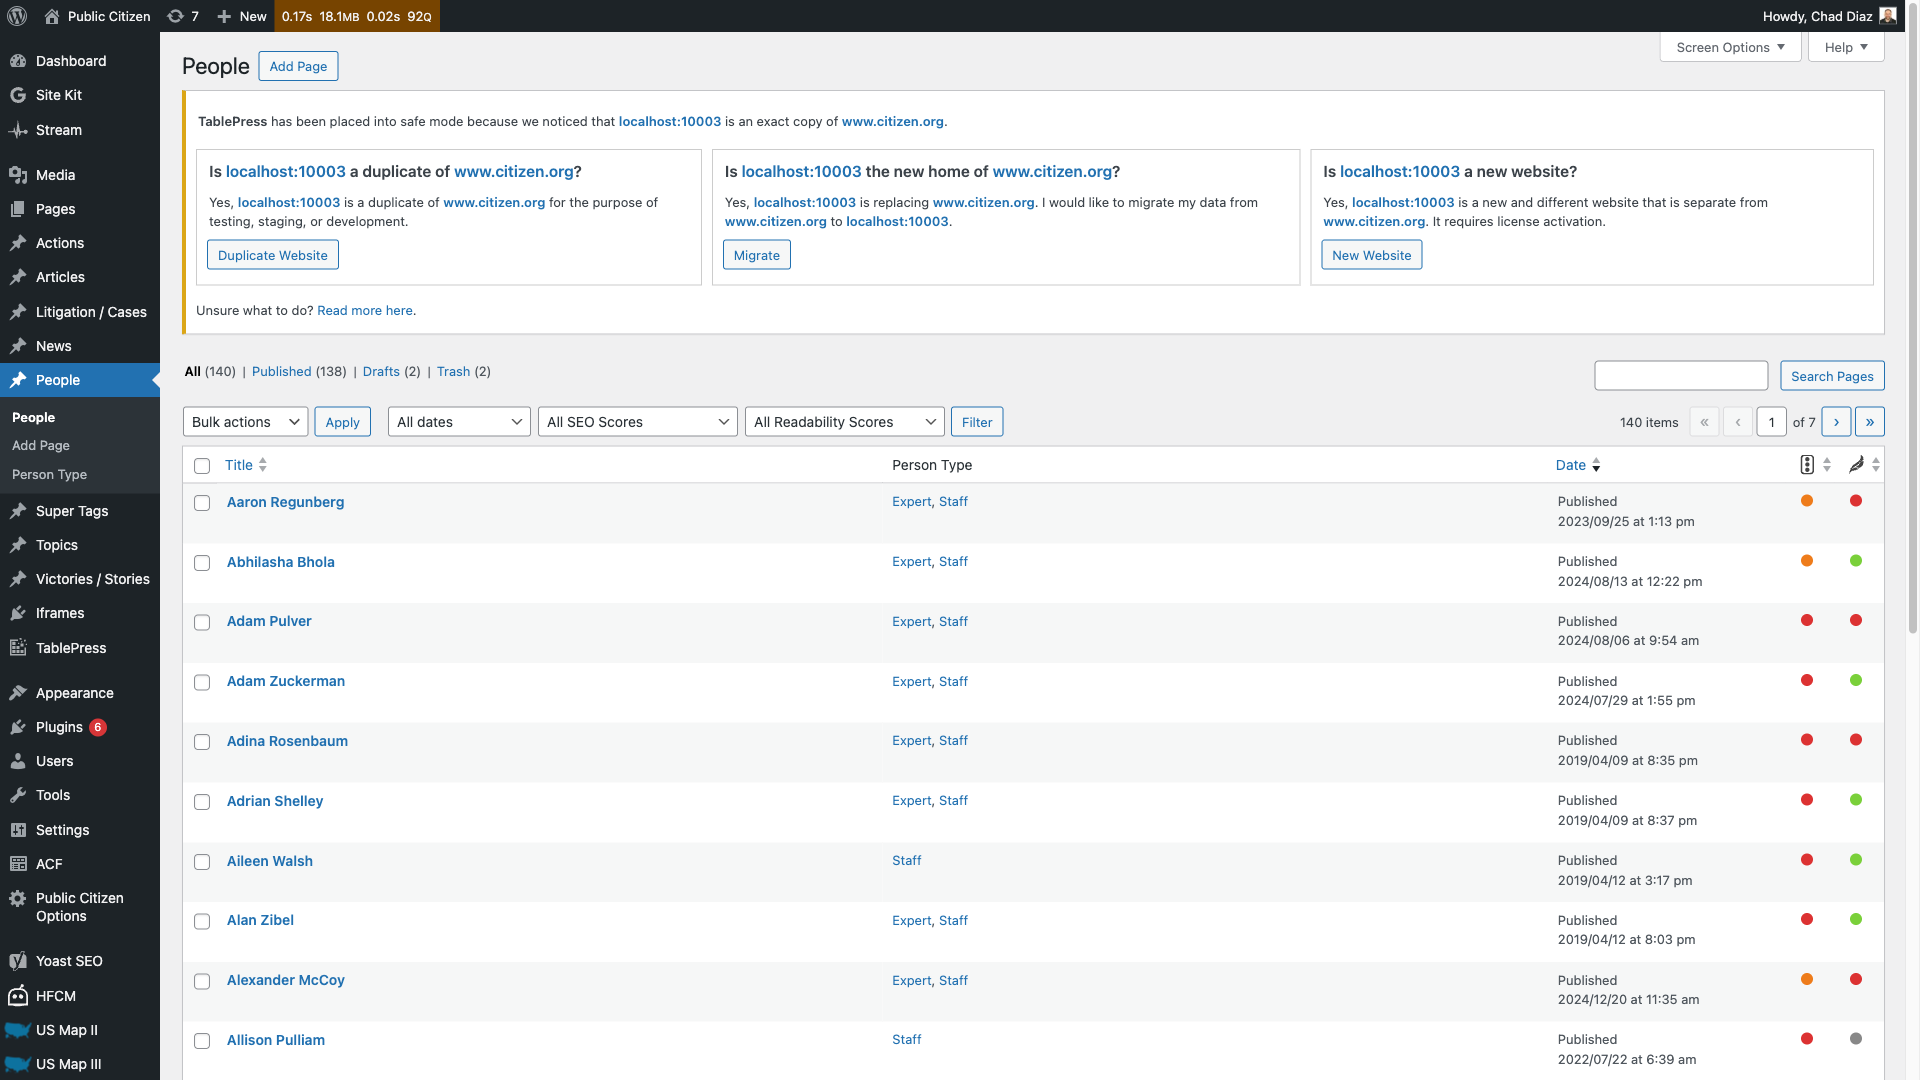 Public Citizen
7
New
0.17s 18.1MB 0.02s 92Q
Howdy, Chad Diaz
Dashboard
Site Kit
Stream
Media
Pages
Actions
Articles
Litigation / Cases
News
People
People
Add Page
Person Type
Super Tags
Topics
Victories / Stories
Iframes
TablePress
Appearance
Plugins 6
Users
Tools
Settings
ACF
Public Citizen
Options
Yoast SEO
HFCM
US Map II
US Map III
Screen Options
Help
People
Add Page
TablePress has been placed into safe mode because we noticed that localhost:10003 is an exact copy of www.citizen.org.
Is localhost:10003 a duplicate of www.citizen.org?
Yes, localhost:10003 is a duplicate of www.citizen.org for the purpose of
testing, staging, or development.
Duplicate Website
Is localhost:10003 the new home of www.citizen.org?
Yes, localhost:10003 is replacing www.citizen.org. I would like to migrate my data from
www.citizen.org to localhost:10003.
Migrate
Is localhost:10003 a new website?
Yes, localhost:10003 is a new and different website that is separate from
www.citizen.org. It requires license activation.
New Website
Unsure what to do? Read more here.
All (140) | Published (138) | Drafts (2) | Trash (2)
Search Pages
Bulk actions
Apply
All dates
All SEO Scores
All Readability Scores
Filter
140 items « ‹ 1 of 7 › »
Title
Person Type
Date
Aaron Regunberg
Expert, Staff
Published
2023/09/25 at 1:13 pm
Abhilasha Bhola
Expert, Staff
Published
2024/08/13 at 12:22 pm
Adam Pulver
Expert, Staff
Published
2024/08/06 at 9:54 am
Adam Zuckerman
Expert, Staff
Published
2024/07/29 at 1:55 pm
Adina Rosenbaum
Expert, Staff
Published
2019/04/09 at 8:35 pm
Adrian Shelley
Expert, Staff
Published
2019/04/09 at 8:37 pm
Aileen Walsh
Staff
Published
2019/04/12 at 3:17 pm
Alan Zibel
Expert, Staff
Published
2019/04/12 at 8:03 pm
Alexander McCoy
Expert, Staff
Published
2024/12/20 at 11:35 am
Allison Pulliam
Staff
Published
2022/07/22 at 6:39 am